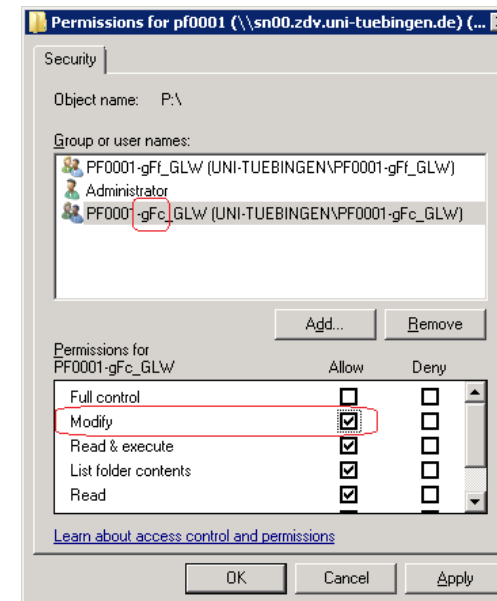 Permissions for pf0001 (\\sn00.zdv.uni-tuebingen.de) (...
Security
Object name: P:\
Group or user names:
PF0001-gFf_GLW (UNI-TUEBINGEN\PF0001-gFf_GLW)
Administrator
PF0001-gFc_GLW (UNI-TUEBINGEN\PF0001-gFc_GLW)
Add... Remove
Permissions for
PF0001-gFc_GLW Allow Deny
Full control
Modify
Read & execute
List folder contents
Read
Learn about access control and permissions
OK Cancel Apply